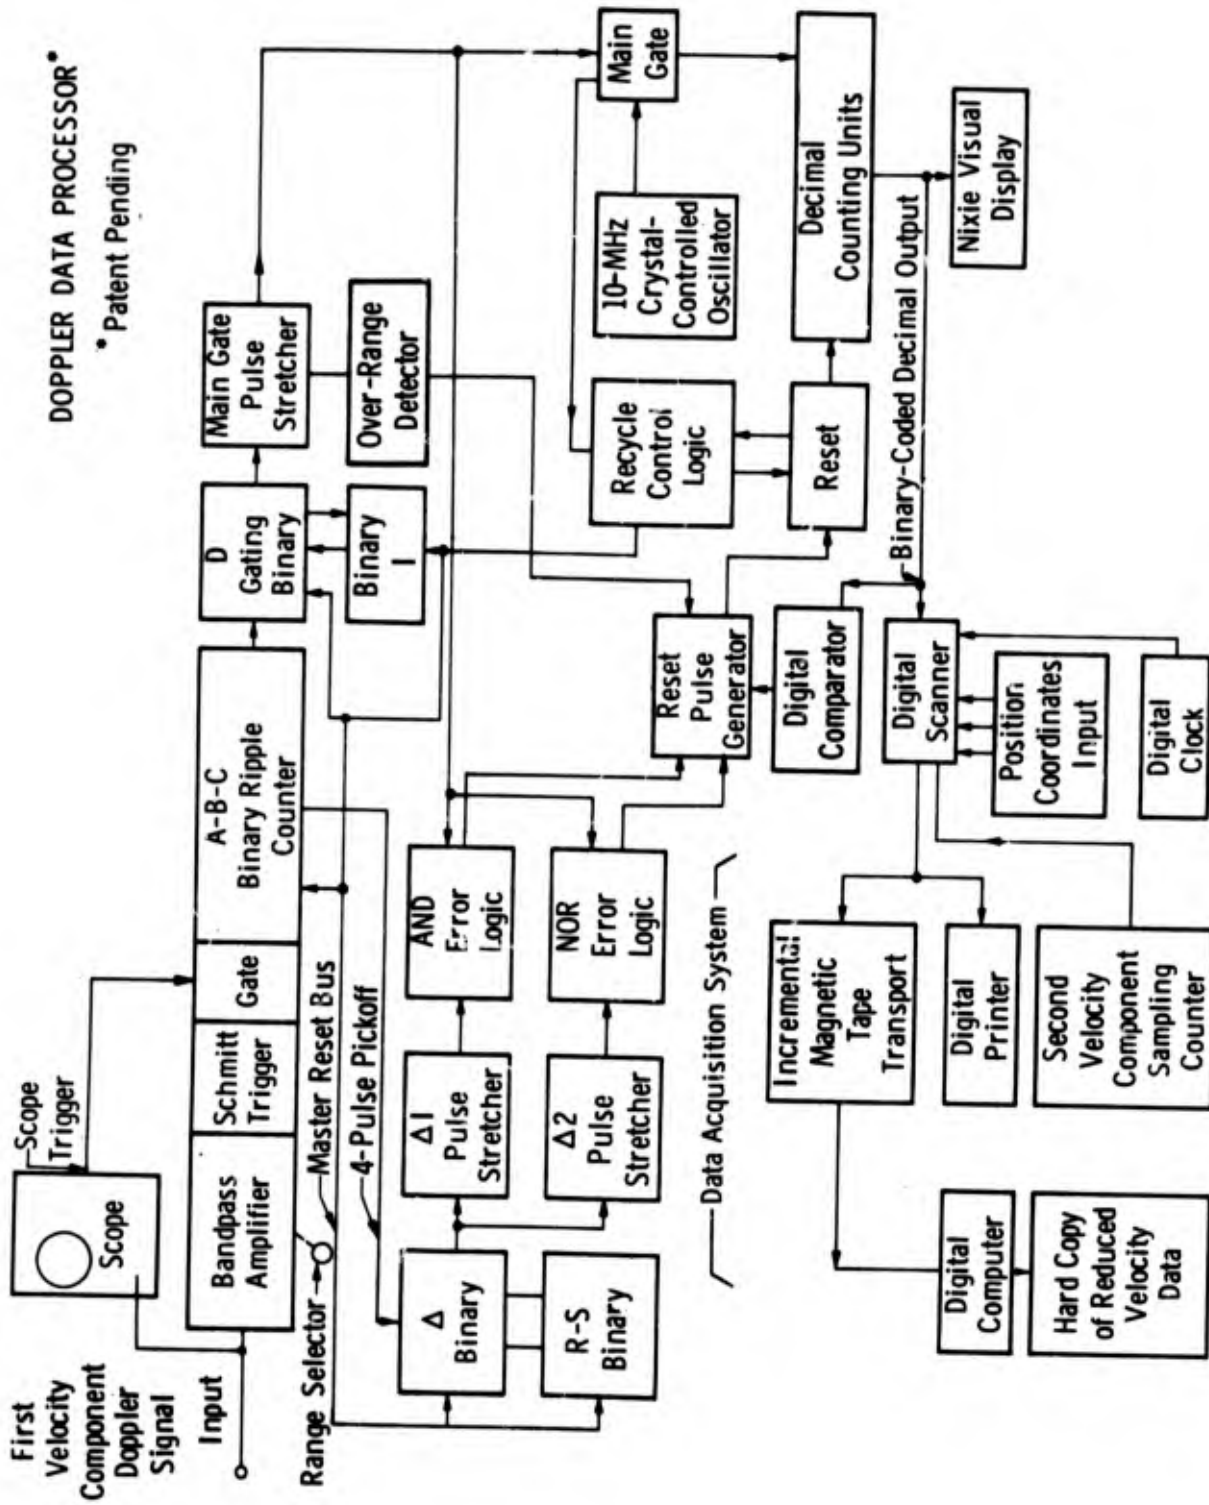 DOPPLER DATA PROCESSOR*
* Patent Pending
First
Velocity
Component
Doppler
Signal
Input
Scope
Trigger
Scope
Bandpass
Amplifier
Schmitt
Trigger
Gate
A-B-C
Binary Ripple
Counter
D
Gating
Binary
Main Gate
Pulse
Stretcher
Binary
1
Over-Range
Detector
Range Selector
Master Reset Bus
4-Pulse Pickoff
Δ
Binary
R-S
Binary
Δ1
Pulse
Stretcher
Δ2
Pulse
Stretcher
AND
Error
Logic
NOR
Error
Logic
Reset
Pulse
Generator
Recycle
Control
Logic
Reset
10-MHz
Crystal-
Controlled
Oscillator
Main
Gate
Decimal
Counting Units
Digital
Comparator
Binary-Coded Decimal Output
Nixie Visual
Display
Data Acquisition System
Digital
Scanner
Position
Coordinates
Input
Digital
Clock
Incremental
Magnetic
Tape
Transport
Digital
Printer
Second
Velocity
Component
Sampling
Counter
Digital
Computer
Hard Copy
of Reduced
Velocity
Data